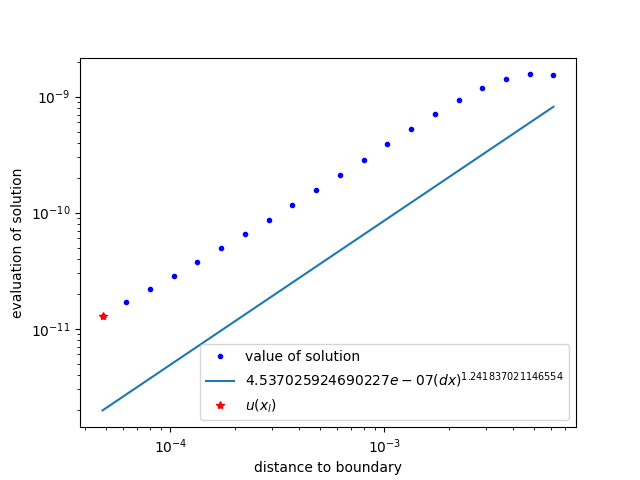 10⁻⁹
10⁻¹⁰
10⁻¹¹
evaluation of solution
value of solution
4.537025924690227e − 07(dx)¹·²⁴¹⁸³⁷⁰²¹¹⁴⁶⁵⁵⁴
u(xₗ)
10⁻⁴
10⁻³
distance to boundary